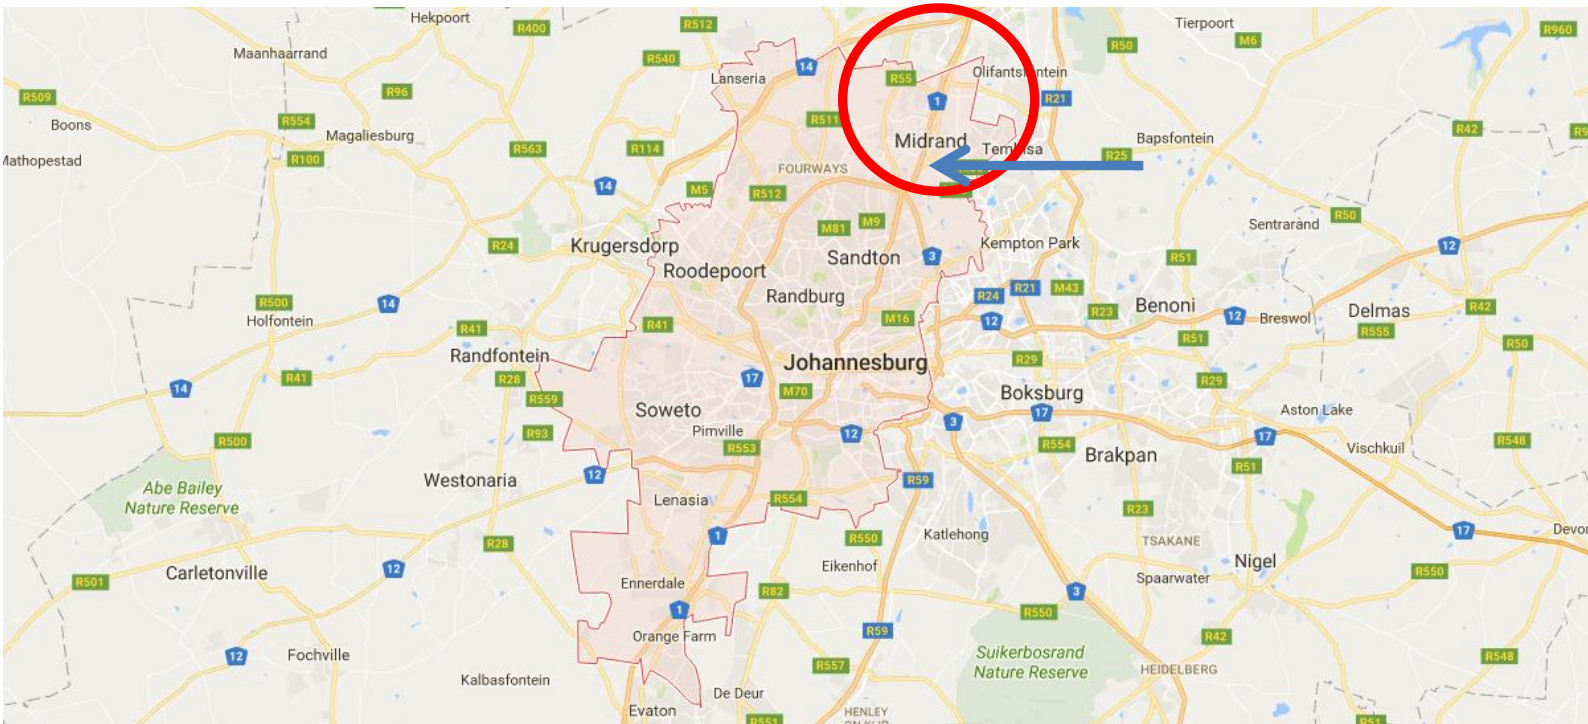 Hekpoort
R512
Tierpoort
R400
R960
M6
R50
Maanhaarrand
R540
14
Lanseria
R55
Olifantsfontein
R96
R509
1
R21
R554
R511
Boons
Magaliesburg
R42
Midrand
Bapsfontein
R563
R114
Tembisa
Mathopestad
R100
R25
FOURWAYS
14
M5
R512
R50
M81
M9
Sentrarand
Krugersdorp
R24
Kempton Park
12
Sandton
3
R51
Roodepoort
R24
R21
M43
Randburg
R500
14
Benoni
R42
Holfontein
M16
R23
12
Breswol
Delmas
R41
R41
12
R555
R51
R50
Randfontein
Johannesburg
R29
R41
R28
17
R29
14
M70
Boksburg
R559
Soweto
17
Aston Lake
Pimville
R93
12
3
R500
R554
17
R548
R553
Brakpan
Vischkuil
Westonaria
12
R51
Abe Bailey
Nature Reserve
R59
Lenasia
R554
R23
1
R550
Katlehong
17
Devon
R28
TSAKANE
Eikenhof
Nigel
Carletonville
12
R550
R501
Ennerdale
Spaarwater
R82
3
1
R550
Orange Farm
R59
R42
Fochville
12
Suikerbosrand
Nature Reserve
R548
R557
HEIDELBERG
Kalbasfontein
De Deur
Evaton
HENLEY
ON KLIP
R551
R51